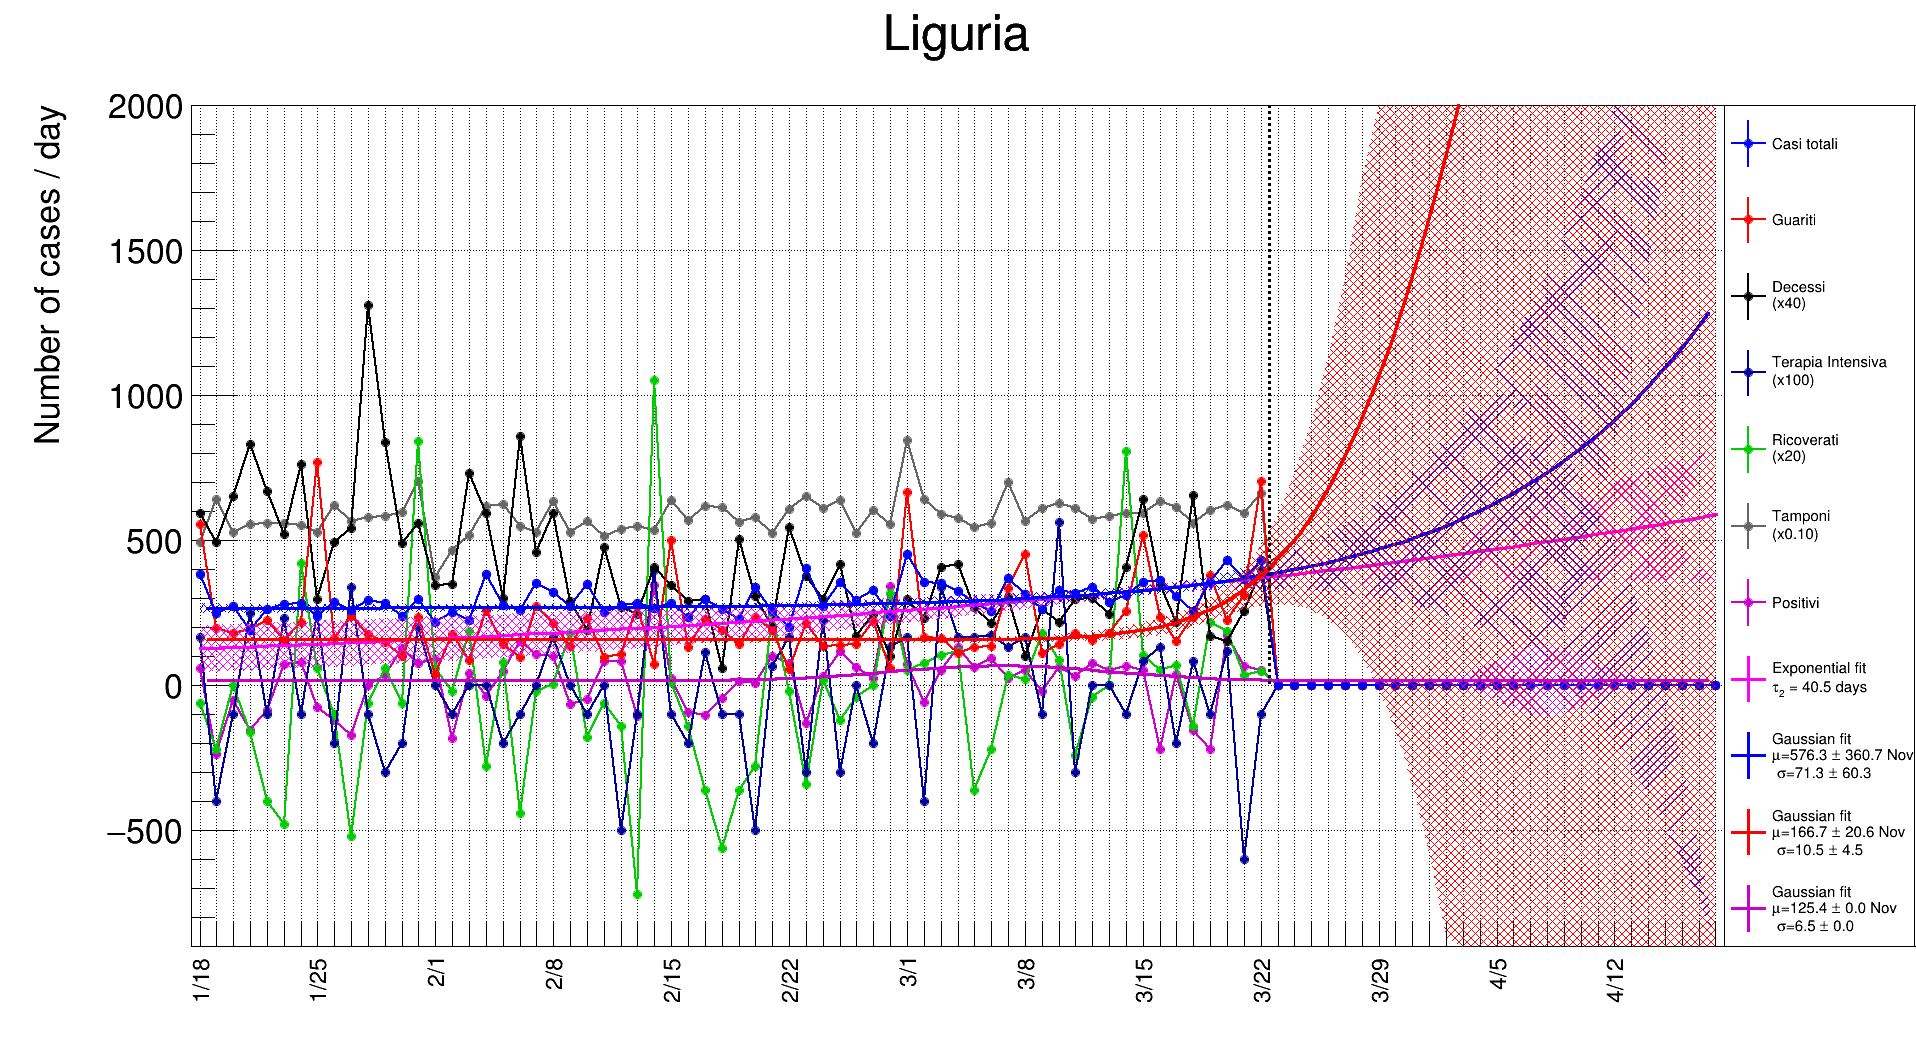 Liguria
Number of cases / day
2000
1500
1000
500
0
−500
1/18
1/25
2/1
2/8
2/15
2/22
3/1
3/8
3/15
3/22
3/29
4/5
4/12
Casi totali
Guariti
Decessi
(x40)
Terapia Intensiva
(x100)
Ricoverati
(x20)
Tamponi
(x0.10)
Positivi
Exponential fit
τ₂ = 40.5 days
Gaussian fit
μ=576.3 ± 360.7 Nov
σ=71.3 ± 60.3
Gaussian fit
μ=166.7 ± 20.6 Nov
σ=10.5 ± 4.5
Gaussian fit
μ=125.4 ± 0.0 Nov
σ=6.5 ± 0.0